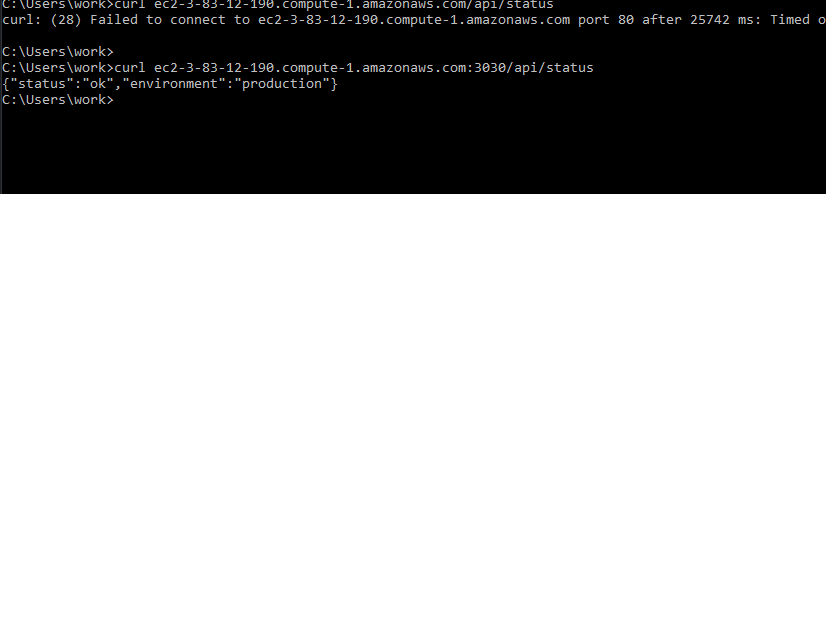 C:\Users\work>curl ec2-3-83-12-190.compute-1.amazonaws.com/api/status
curl: (28) Failed to connect to ec2-3-83-12-190.compute-1.amazonaws.com port 80 after 25742 ms: Timed o
C:\Users\work>
C:\Users\work>curl ec2-3-83-12-190.compute-1.amazonaws.com:3030/api/status
{"status":"ok","environment":"production"}
C:\Users\work>